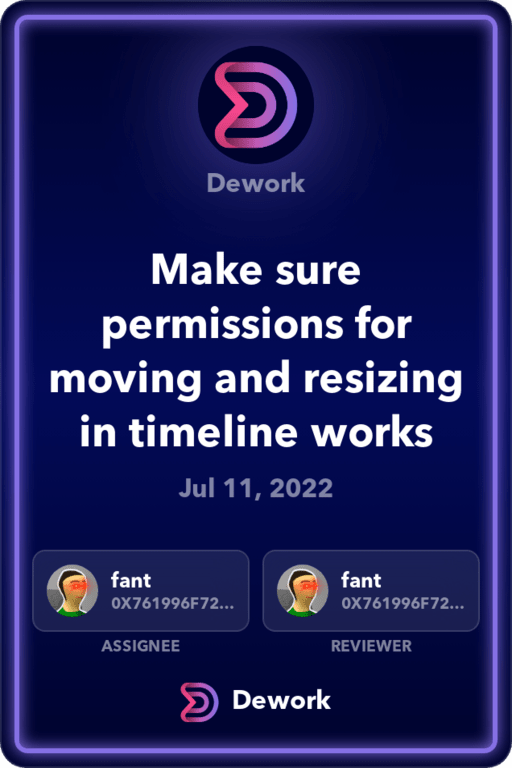 Dework
Make sure
permissions for
moving and resizing
in timeline works
Jul 11, 2022
fant
0X761996F72...
ASSIGNEE
fant
0X761996F72...
REVIEWER
Dework